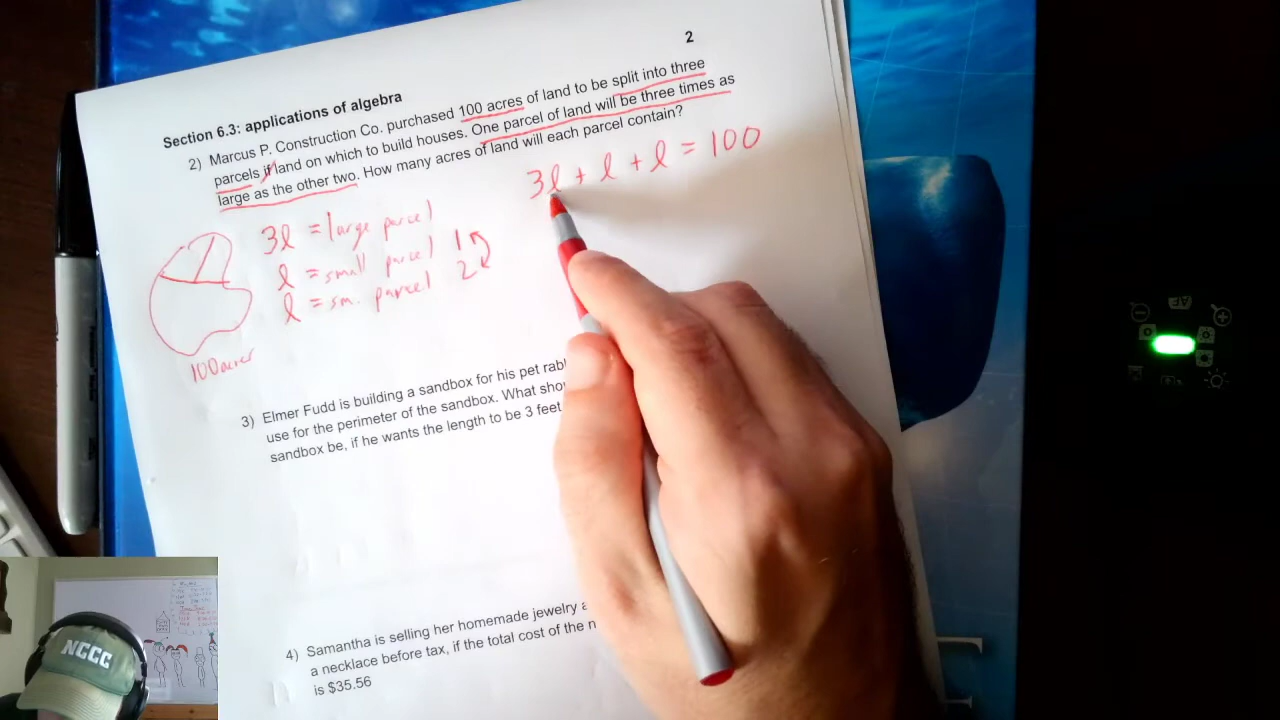 2
Section 6.3: applications of algebra
2) Marcus P. Construction Co. purchased 100 acres of land to be split into three
parcels if land on which to build houses. One parcel of land will be three times as
large as the other two. How many acres of land will each parcel contain?
3l + l + l = 100
3l = large parcel
l = small parcel 1
l = sm. parcel 2
100 acres
3) Elmer Fudd is building a sandbox for his pet
use for the perimeter of the sandbox. What
sandbox be, if he wants the length to be 3 feet
4) Samantha is selling her homemade jewelry
a necklace before tax, if the total cost of the
is $35.56
NCCC
AF